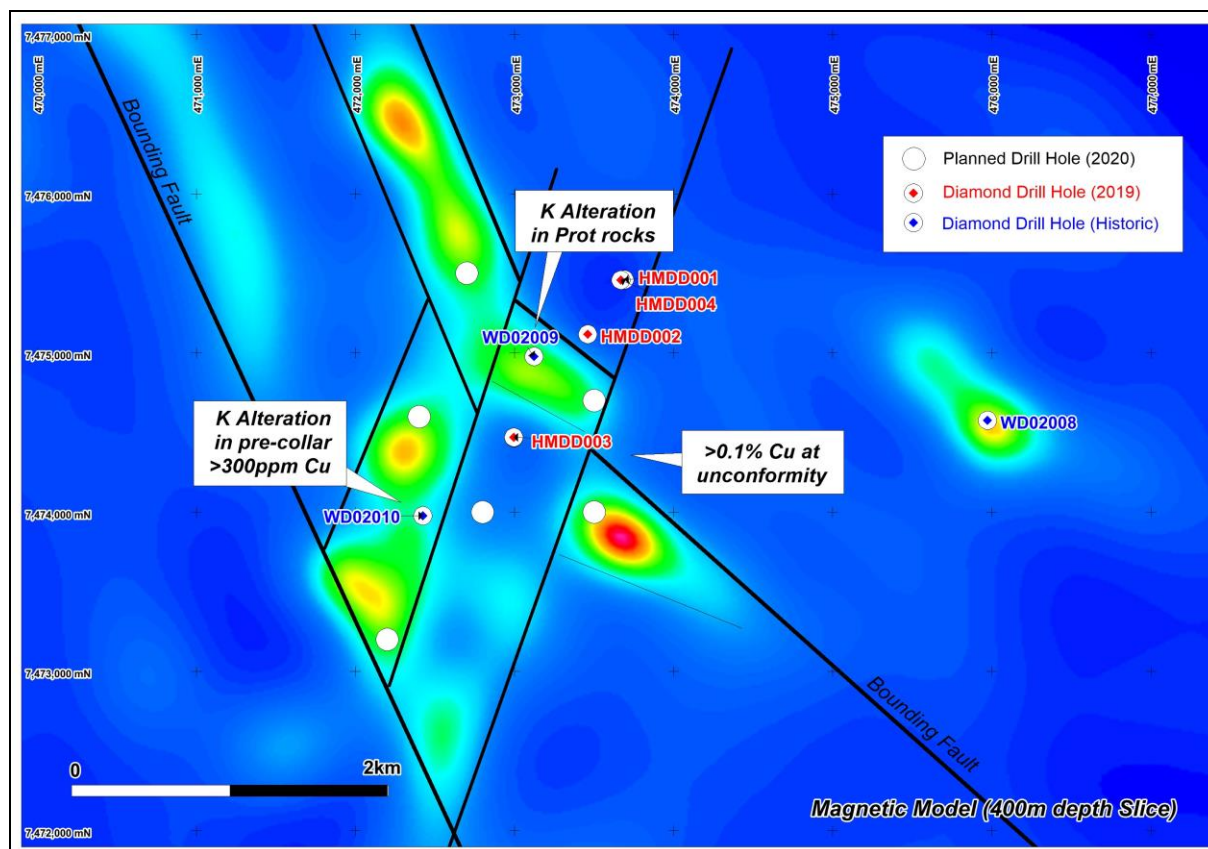 7,477,000 mN
470,000 mE
471,000 mE
472,000 mE
473,000 mE
474,000 mE
475,000 mE
476,000 mE
477,000 mE
Bounding Fault
Planned Drill Hole (2020)
Diamond Drill Hole (2019)
Diamond Drill Hole (Historic)
7,476,000 mN
K Alteration
in Prot rocks
HMDD001
HMDD004
WD02009
HMDD002
7,475,000 mN
K Alteration
in pre-collar
>300ppm Cu
HMDD003
>0.1% Cu at
unconformity
WD02008
7,474,000 mN
WD02010
7,473,000 mN
Bounding Fault
0
2km
7,472,000 mN
Magnetic Model (400m depth Slice)